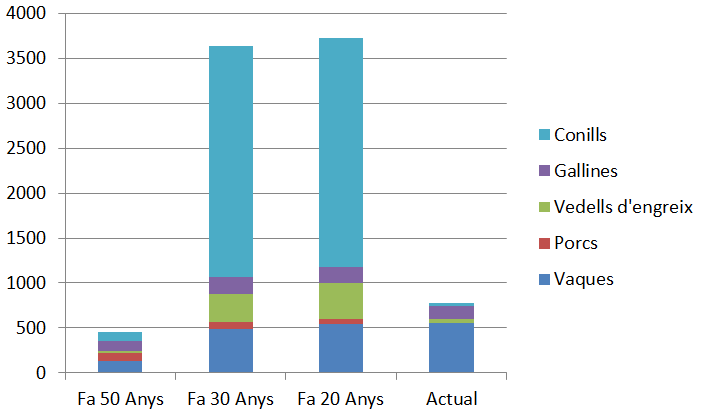 4000
3500
3000
2500
2000
1500
1000
500
0
Fa 50 Anys Fa 30 Anys Fa 20 Anys Actual
Conills
Gallines
Vedells d'engreix
Porcs
Vaques